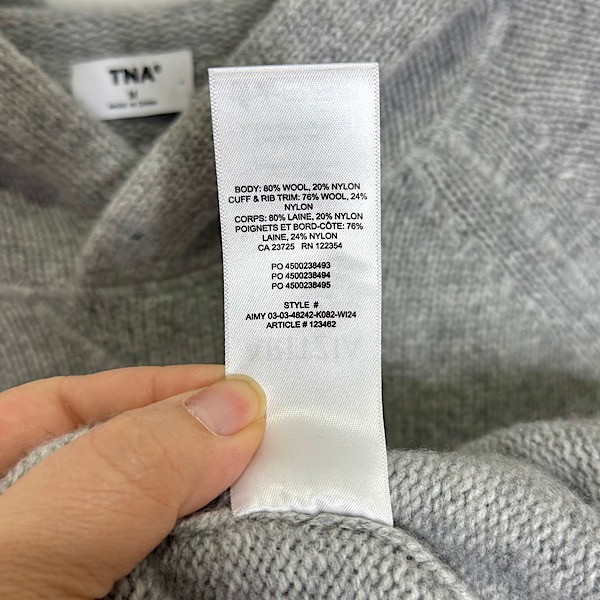 TNA®
M
BODY: 80% WOOL, 20% NYLON
CUFF & RIB TRIM: 76% WOOL, 24%
NYLON
CORPS: 80% LAINE, 20% NYLON
POIGNETS ET BORD-CÔTE: 76%
LAINE, 24% NYLON
CA 23725 RN 122354
PO 4500238493
PO 4500238494
PO 4500238495
STYLE #
AIMY 03-03-48242-K082-WI24
ARTICLE # 123462